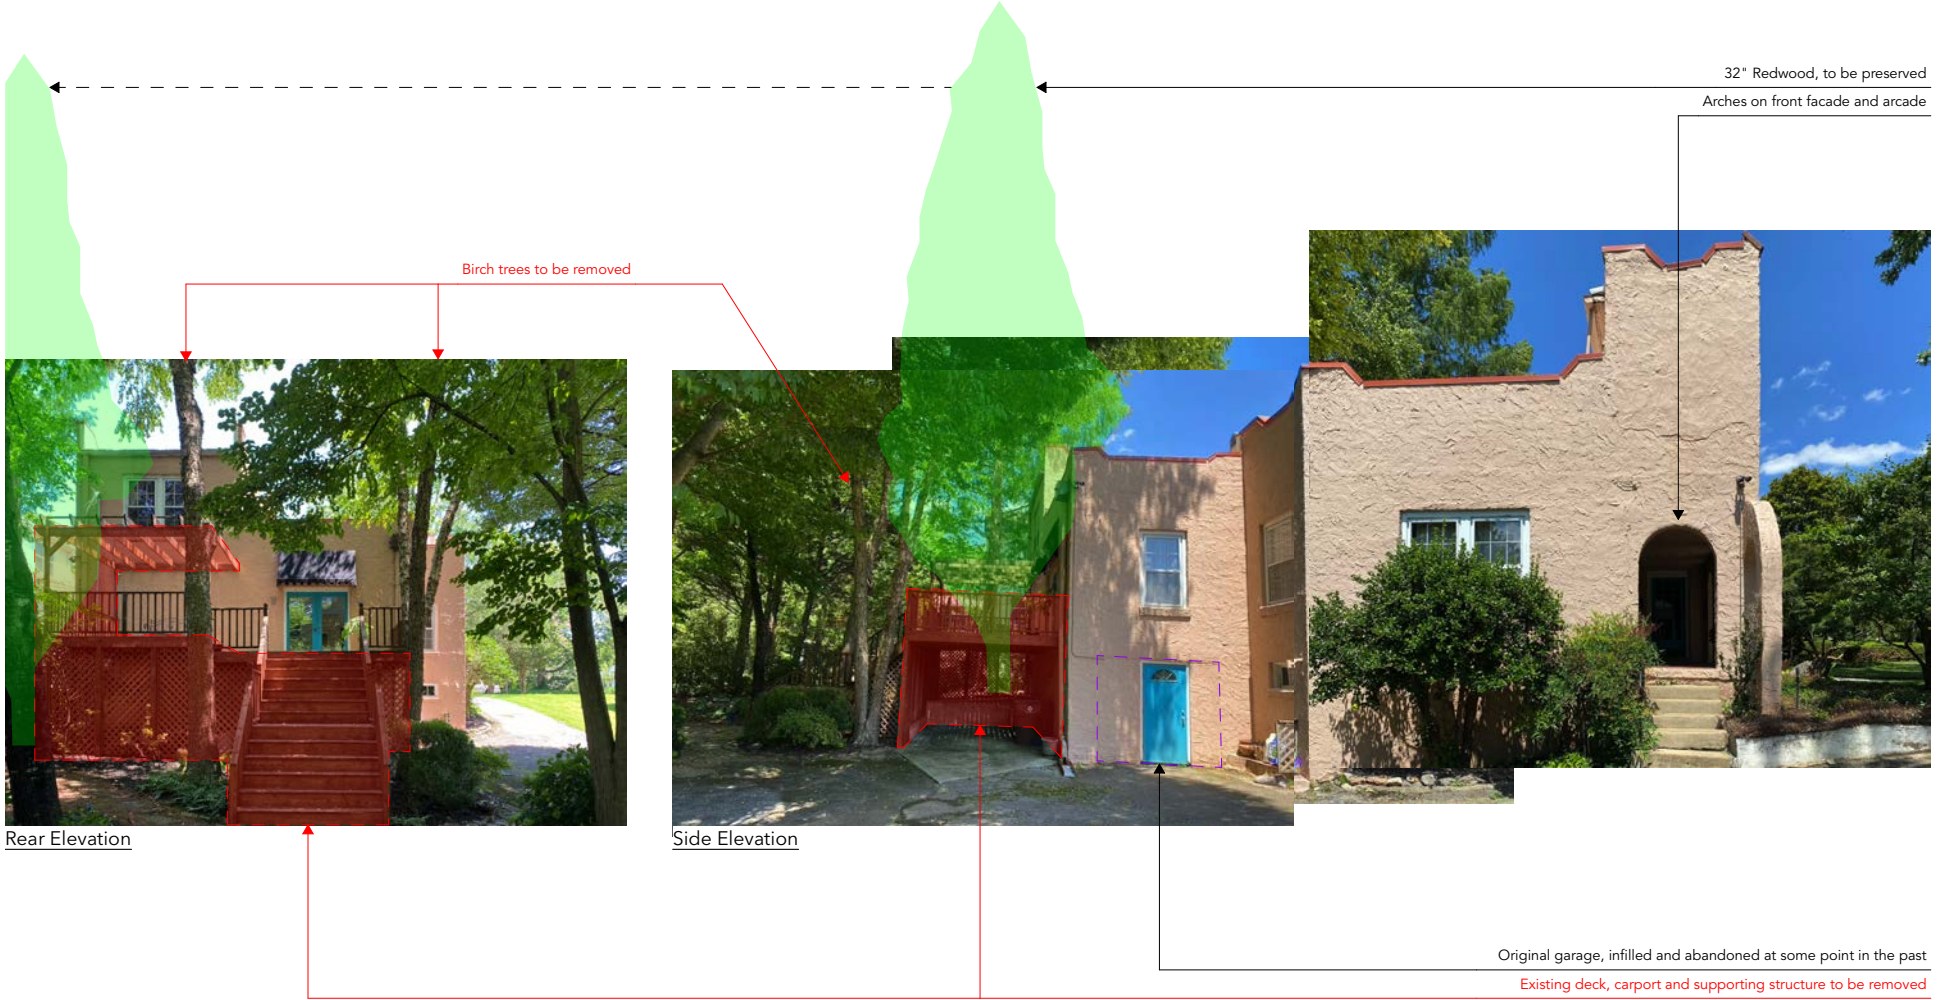 32" Redwood, to be preserved
Arches on front facade and arcade
Birch trees to be removed
Rear Elevation
Side Elevation
Original garage, infilled and abandoned at some point in the past
Existing deck, carport and supporting structure to be removed